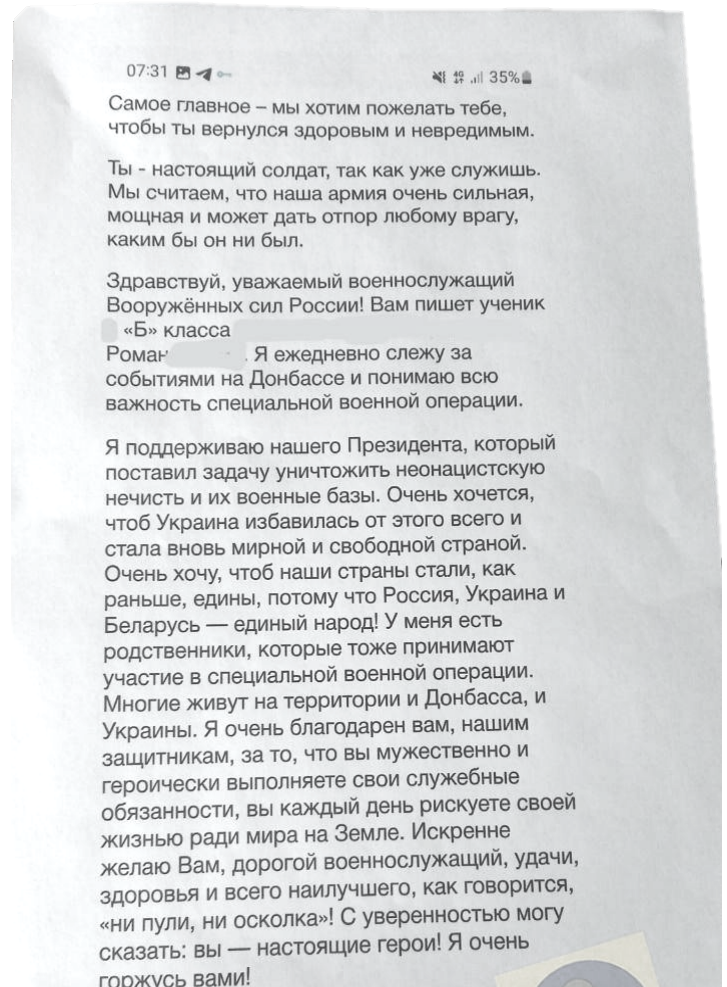 07:31 4G 35%
Самое главное – мы хотим пожелать тебе,
чтобы ты вернулся здоровым и невредимым.
Ты - настоящий солдат, так как уже служишь.
Мы считаем, что наша армия очень сильная,
мощная и может дать отпор любому врагу,
каким бы он ни был.
Здравствуй, уважаемый военнослужащий
Вооружённых сил России! Вам пишет ученик
«Б» класса
Роман . Я ежедневно слежу за
событиями на Донбассе и понимаю всю
важность специальной военной операции.
Я поддерживаю нашего Президента, который
поставил задачу уничтожить неонацистскую
нечисть и их военные базы. Очень хочется,
чтоб Украина избавилась от этого всего и
стала вновь мирной и свободной страной.
Очень хочу, чтоб наши страны стали, как
раньше, едины, потому что Россия, Украина и
Беларусь — единый народ! У меня есть
родственники, которые тоже принимают
участие в специальной военной операции.
Многие живут на территории и Донбасса, и
Украины. Я очень благодарен вам, нашим
защитникам, за то, что вы мужественно и
героически выполняете свои служебные
обязанности, вы каждый день рискуете своей
жизнью ради мира на Земле. Искренне
желаю Вам, дорогой военнослужащий, удачи,
здоровья и всего наилучшего, как говорится,
«ни пули, ни осколка»! С уверенностью могу
сказать: вы — настоящие герои! Я очень
горжусь вами!